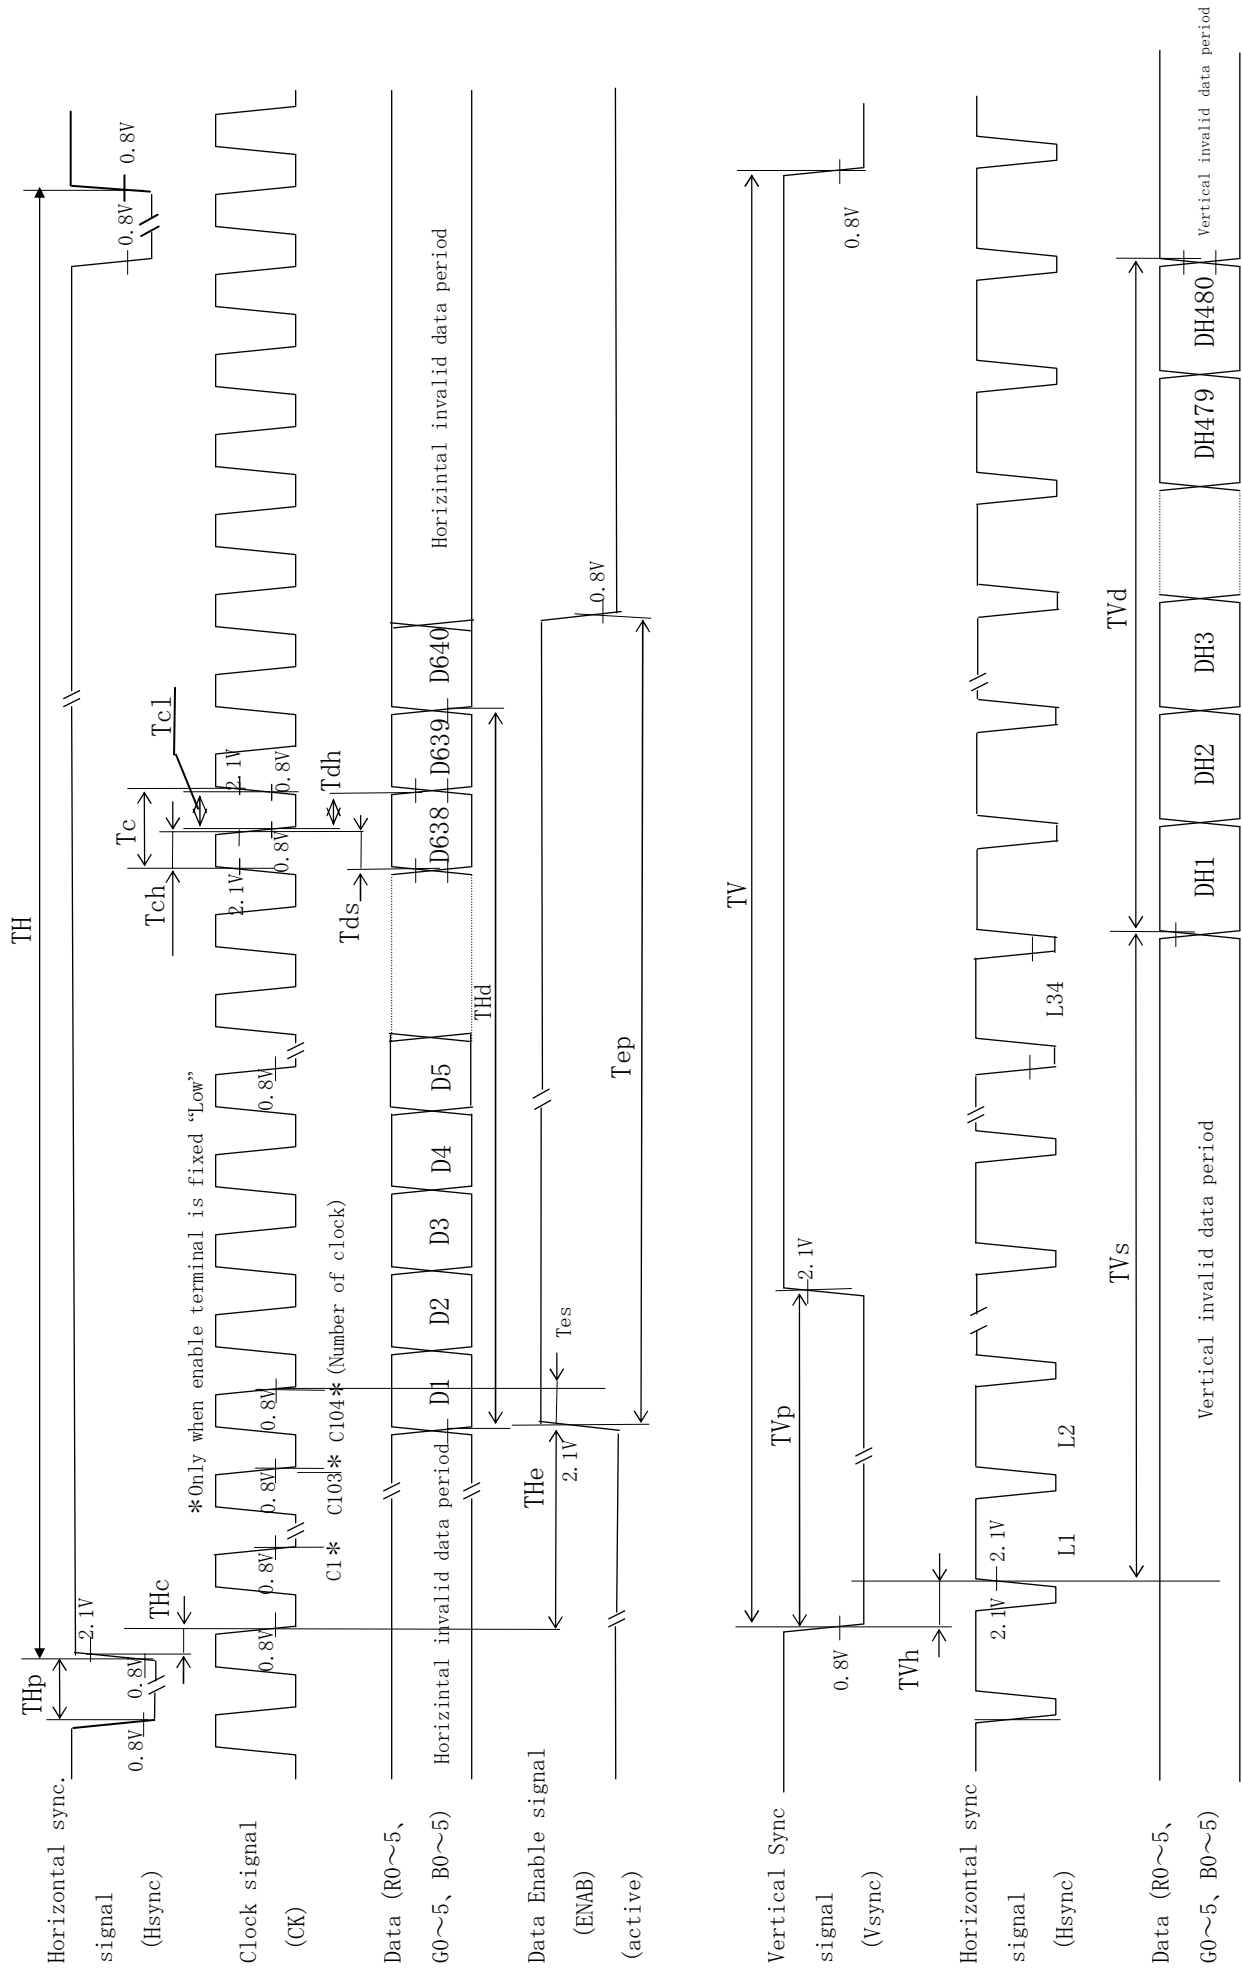 TH
Horizontal sync.
signal
(Hsync)
THp
0.8V
0.8V
2.1V
THc
0.8V
0.8V
*Only when enable terminal is fixed “Low”
Clock signal
(CK)
0.8V
0.8V
0.8V
0.8V
0.8V
2.1V
0.8V
2.1V
0.8V
Tch
Tc
Tcl
C1*
C103*
C104*(Number of clock)
Tds
Tdh
Data (R0～5、
G0～5、B0～5)
Horizintal invalid data period
D1
D2
D3
D4
D5
D638
D639
D640
Horizintal invalid data period
THd
Data Enable signal
(ENAB)
(active)
THe
2.1V
Tes
Tep
0.8V
TV
Vertical Sync
signal
(Vsync)
0.8V
TVp
2.1V
0.8V
TVh
Horizontal sync
signal
(Hsync)
2.1V
2.1V
L1
L2
L34
TVs
TVd
Data (R0～5、
G0～5、B0～5)
Vertical invalid data period
DH1
DH2
DH3
DH479
DH480
Vertical invalid data period